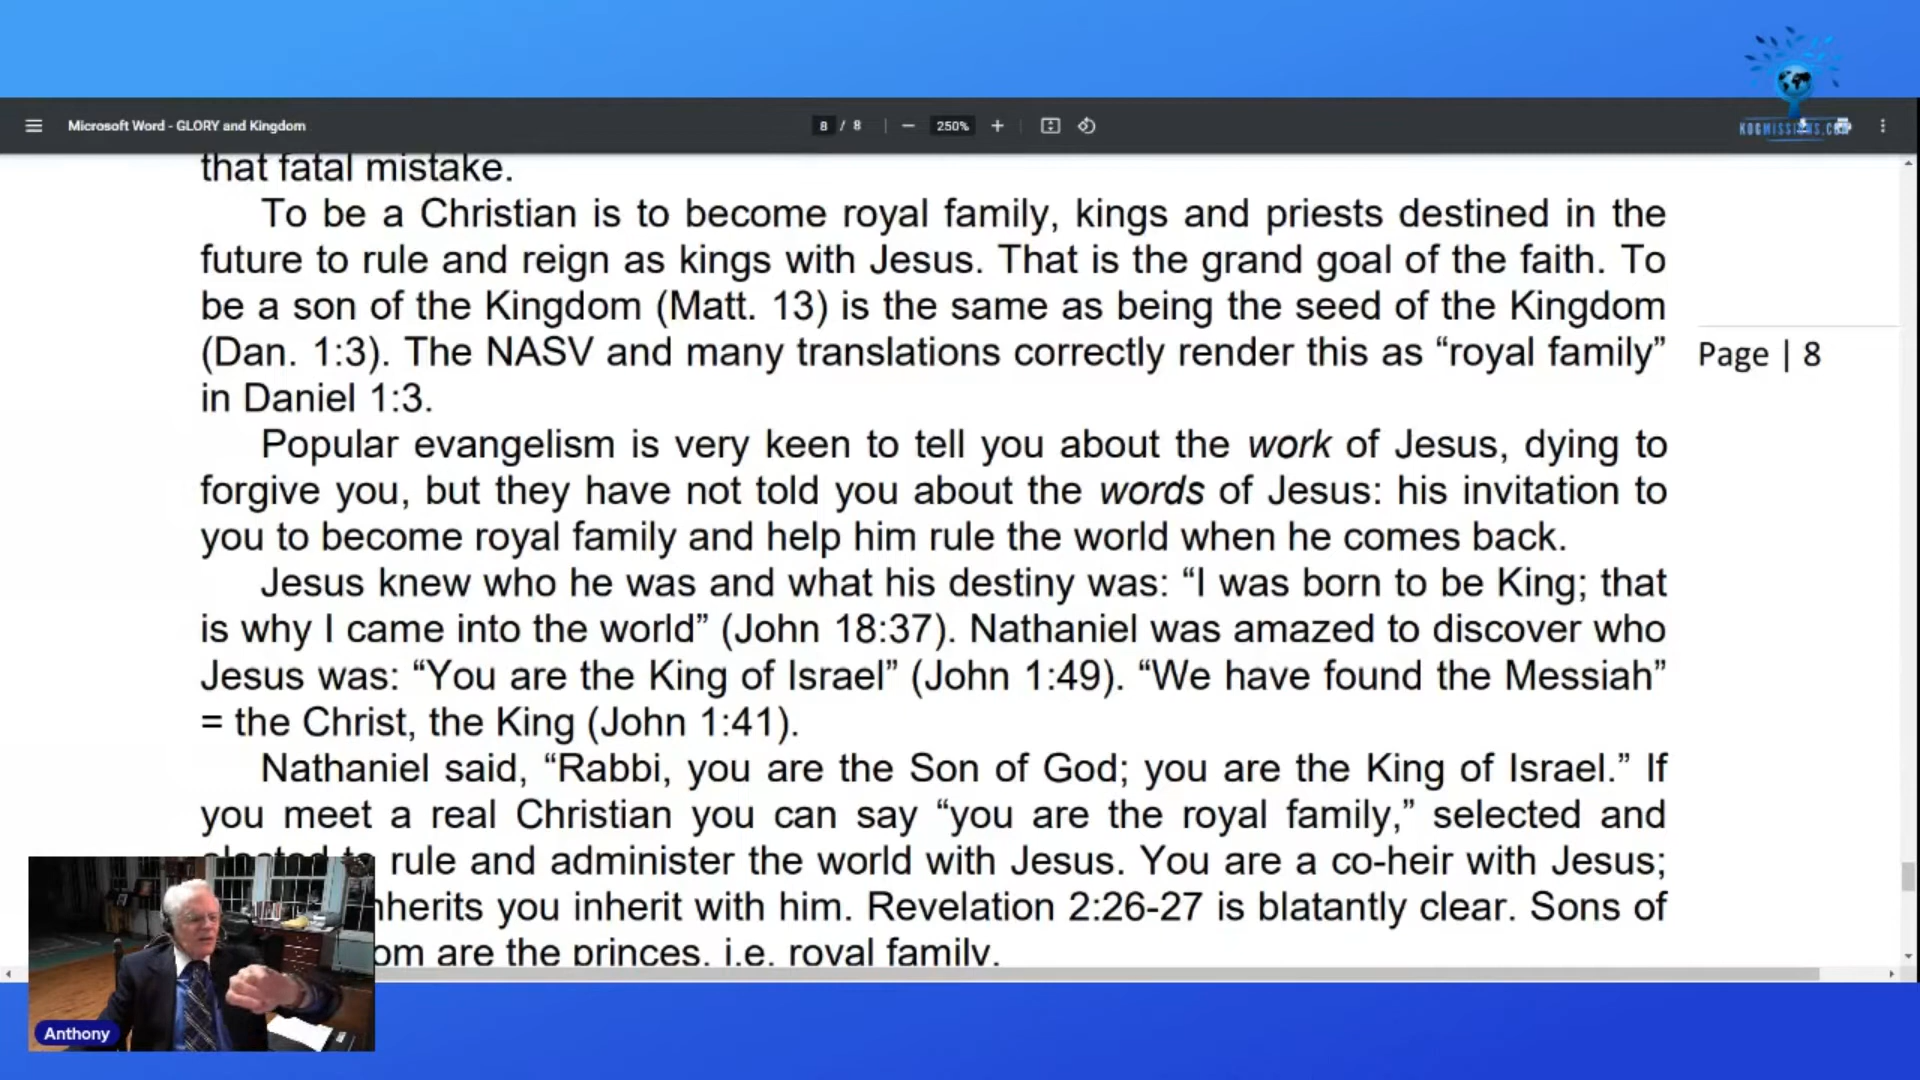 KOGMISSIONS.COM
Microsoft Word - GLORY and Kingdom
8 / 8
250%
that fatal mistake.
To be a Christian is to become royal family, kings and priests destined in the
future to rule and reign as kings with Jesus. That is the grand goal of the faith. To
be a son of the Kingdom (Matt. 13) is the same as being the seed of the Kingdom
(Dan. 1:3). The NASV and many translations correctly render this as “royal family”
in Daniel 1:3.
Page | 8
Popular evangelism is very keen to tell you about the work of Jesus, dying to
forgive you, but they have not told you about the words of Jesus: his invitation to
you to become royal family and help him rule the world when he comes back.
Jesus knew who he was and what his destiny was: “I was born to be King; that
is why I came into the world” (John 18:37). Nathaniel was amazed to discover who
Jesus was: “You are the King of Israel” (John 1:49). “We have found the Messiah”
= the Christ, the King (John 1:41).
Nathaniel said, “Rabbi, you are the Son of God; you are the King of Israel.” If
you meet a real Christian you can say “you are the royal family,” selected and
rule and administer the world with Jesus. You are a co-heir with Jesus;
nherits you inherit with him. Revelation 2:26-27 is blatantly clear. Sons of
om are the princes, i.e. royal family.
Anthony